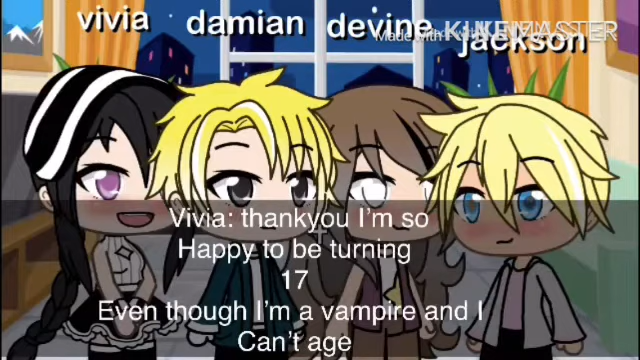 vivia damian devine jackson
Made with KINEMASTER
Vivia: thankyou I'm so
Happy to be turning
17
Even though I'm a vampire and I
Can't age